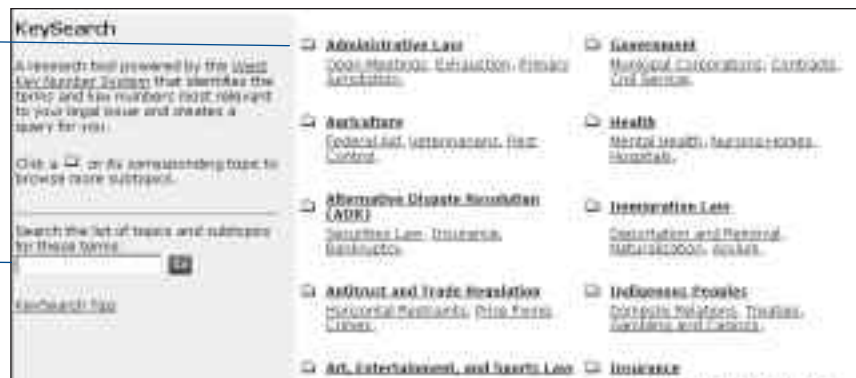 KeySearch
A research tool powered by the West
Key Number System that identifies the
terms and key numbers most relevant
to your legal issue and creates a
query for you.
Click a or its corresponding topic to
browse more subtopics.
Search the list of topics and subtopics
for these terms
Go
KeySearch Tips
Administrative Law
Open Meetings, Exhaustion, Primary
Jurisdiction,
Agriculture
Federal Aid, Veterinarians, Pest
Control,
Alternative Dispute Resolution
(ADR)
Securities Law, Insurance,
Bankruptcy,
Antitrust and Trade Regulation
Horizontal Restraints, Price Fixing,
Crimes,
Art, Entertainment, and Sports Law
Government
Municipal Corporations, Contracts,
Civil Service,
Health
Mental Health, Nursing Homes,
Hospitals,
Immigration Law
Deportation and Removal,
Naturalization, Asylum,
Indigenous Peoples
Domestic Relations, Treaties,
Gambling and Casinos,
Insurance